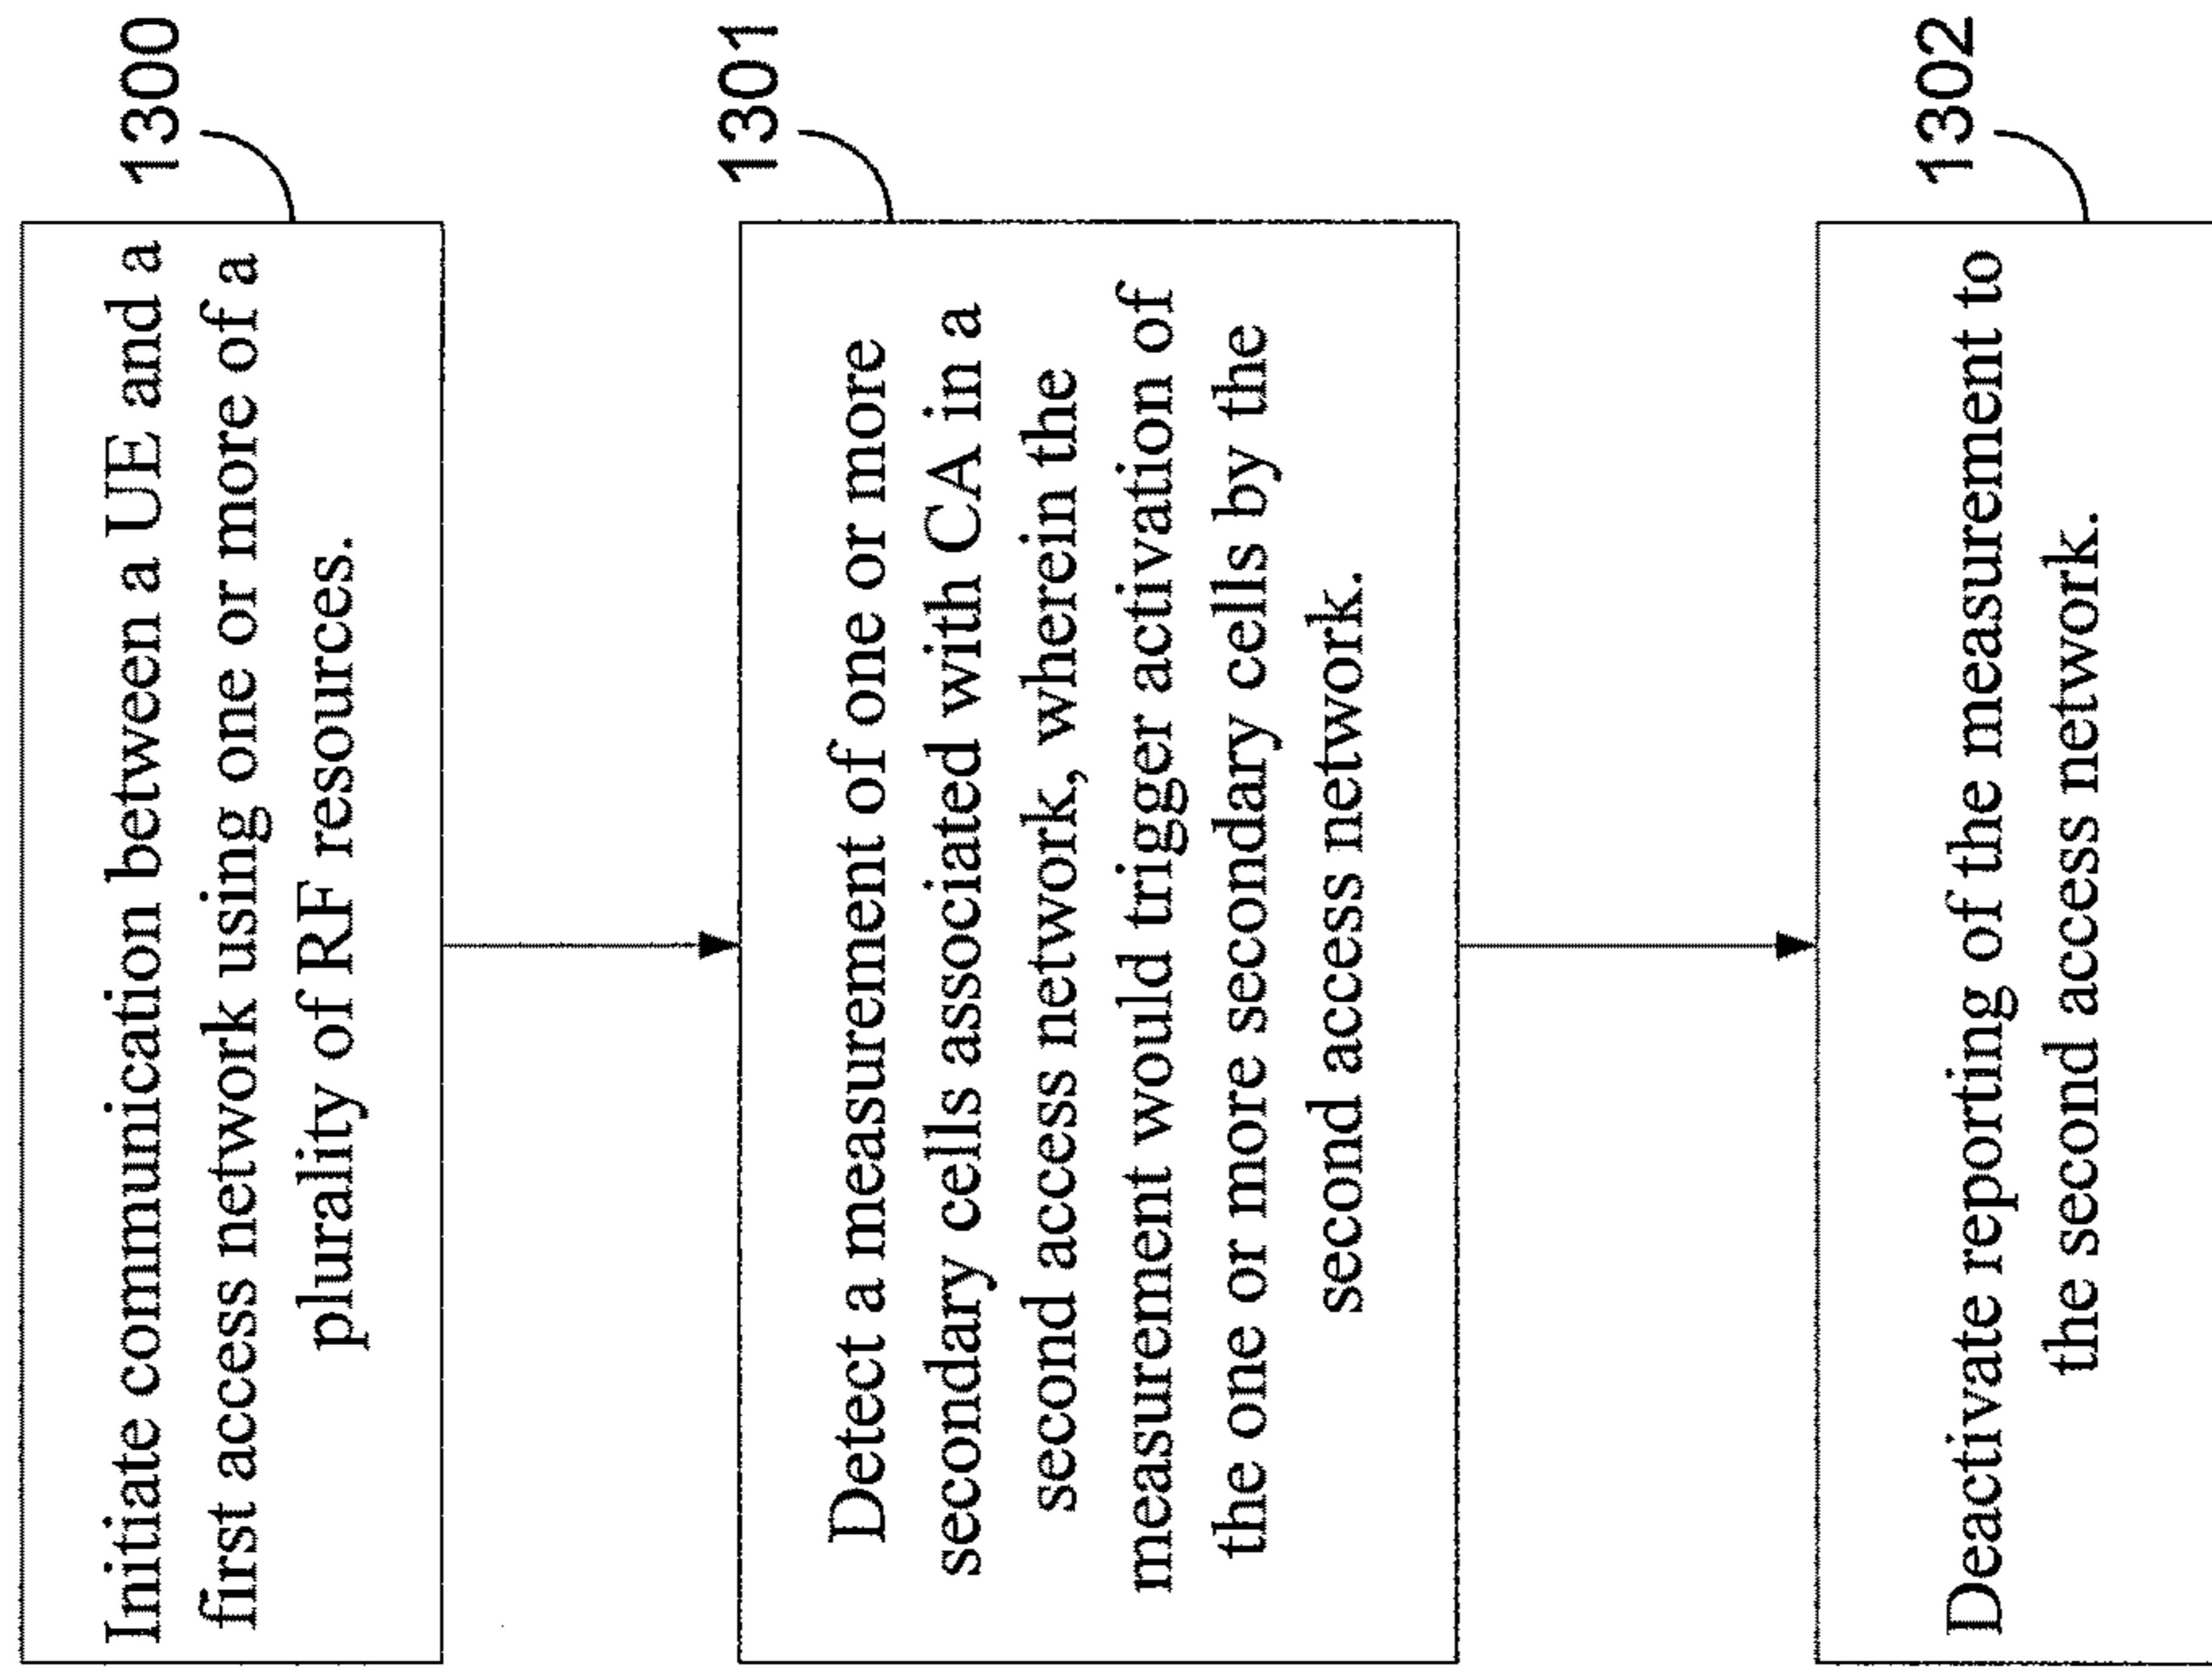 1300
Initiate communication between a UE and a
first access network using one or more of a
plurality of RF resources.
1301
Detect a measurement of one or more
secondary cells associated with CA in a
second access network, wherein the
measurement would trigger activation of
the one or more secondary cells by the
second access network.
1302
Deactivate reporting of the measurement to
the second access network.